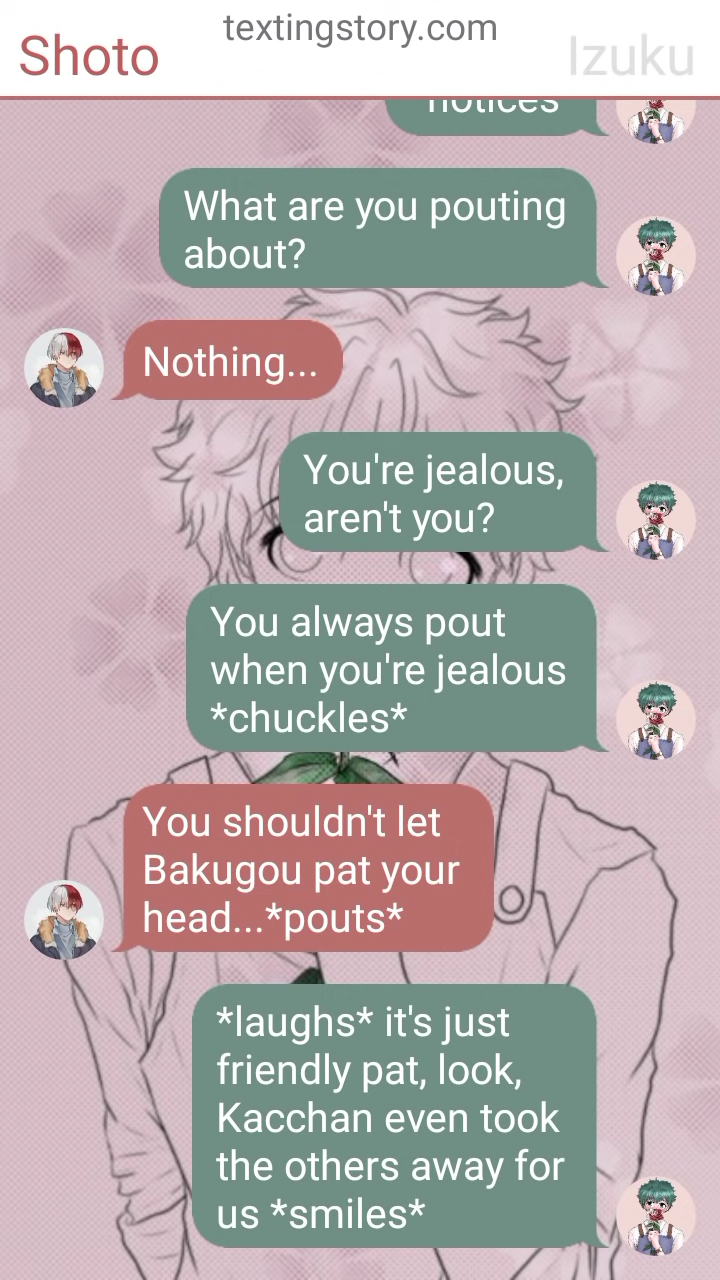 textingstory.com
Shoto
Izuku
notices
What are you pouting
about?
Nothing...
You're jealous,
aren't you?
You always pout
when you're jealous
*chuckles*
You shouldn't let
Bakugou pat your
head...*pouts*
*laughs* it's just
friendly pat, look,
Kacchan even took
the others away for
us *smiles*